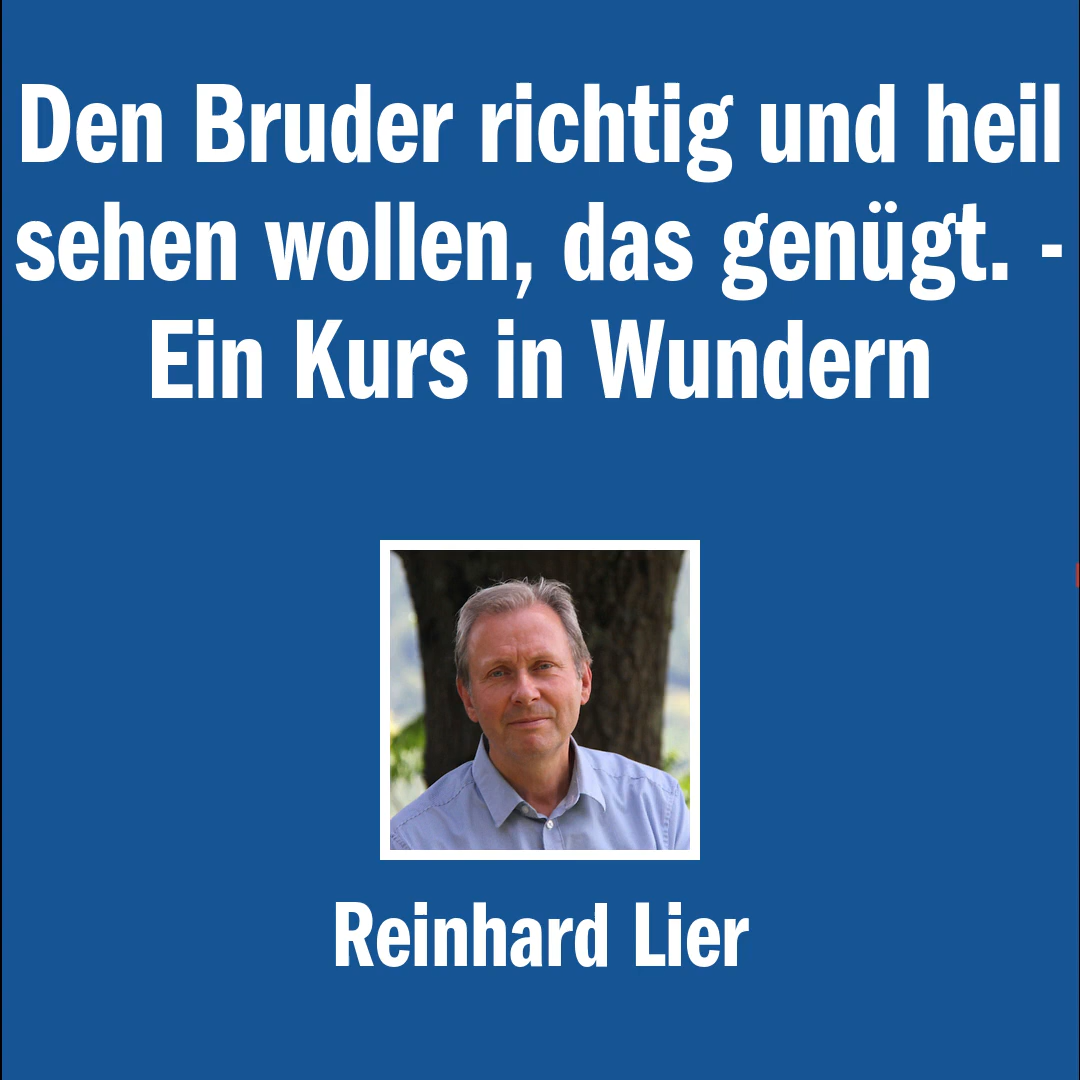 Den Bruder richtig und heil
sehen wollen, das genügt. -
Ein Kurs in Wundern
Reinhard Lier